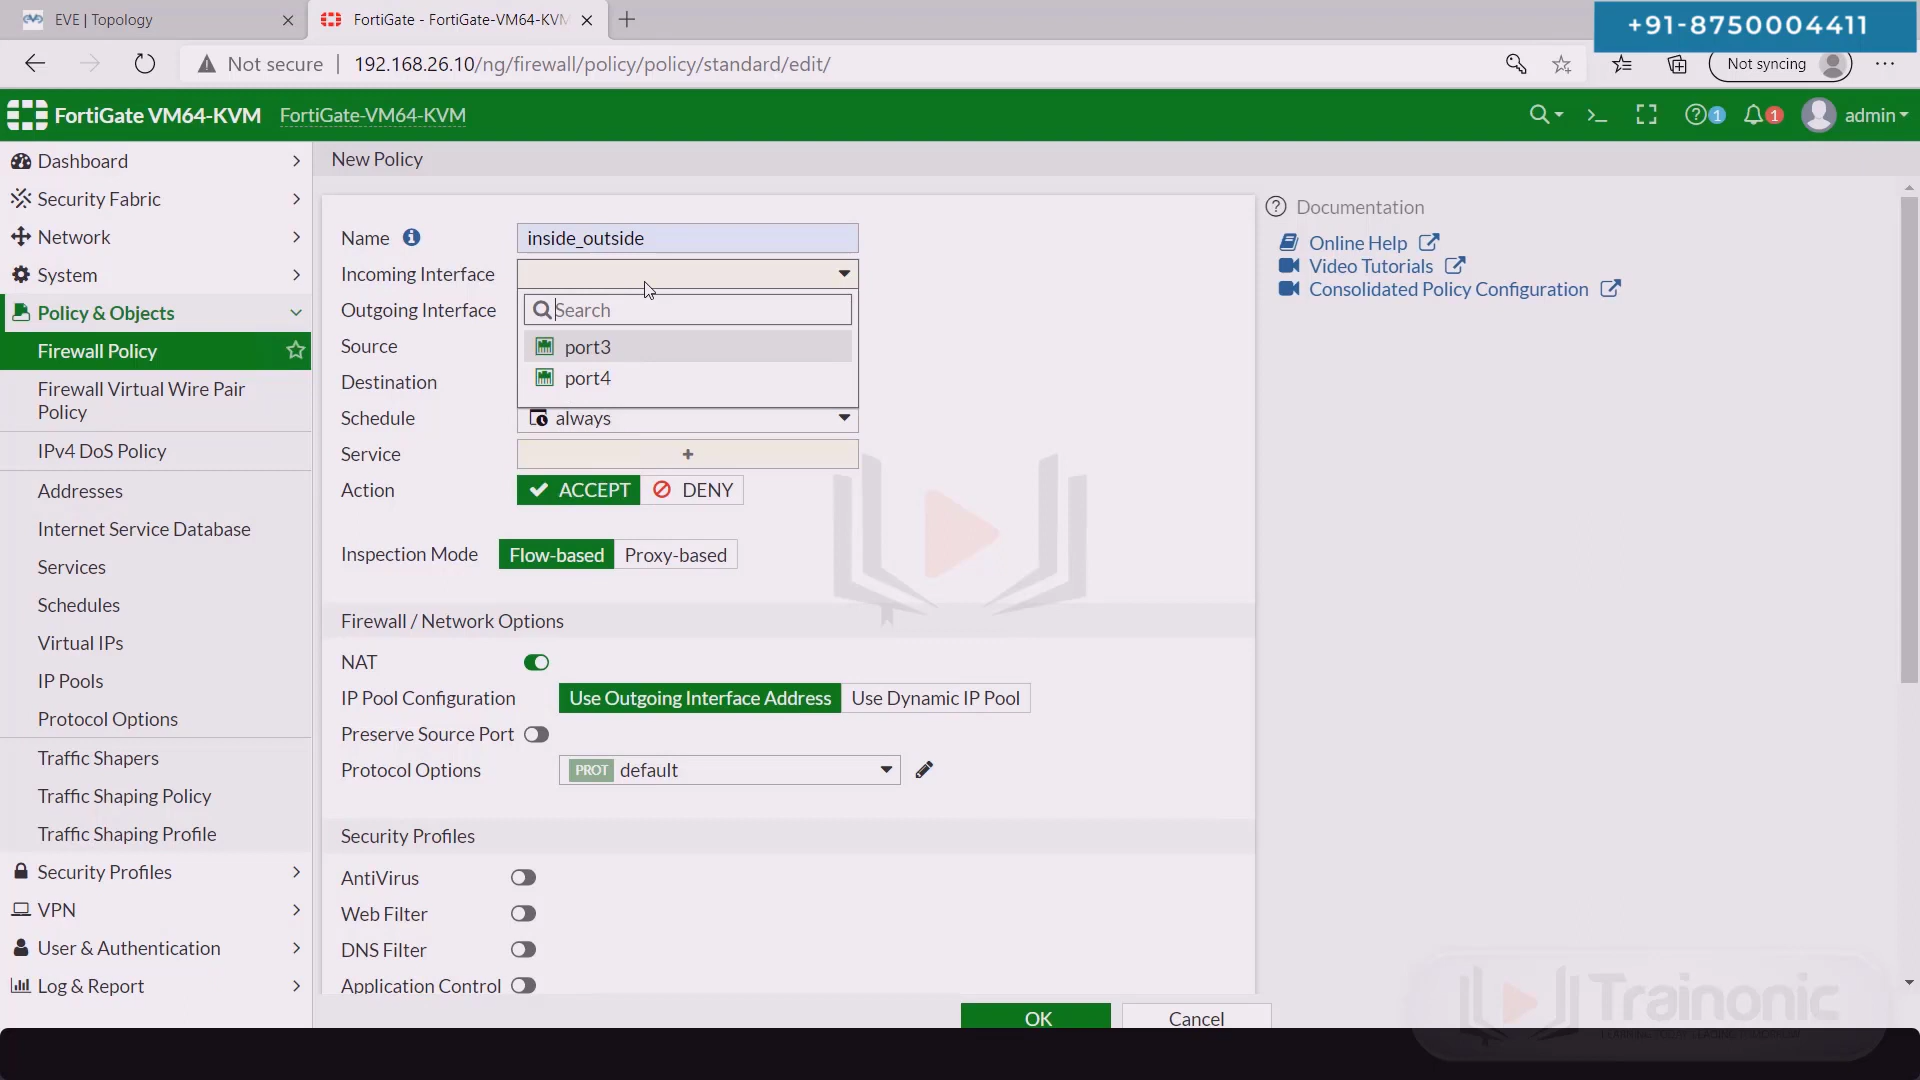 EVE | Topology
FortiGate - FortiGate-VM64-KVM
+91-8750004411
Not secure
192.168.26.10/ng/firewall/policy/policy/standard/edit/
Not syncing
FortiGate VM64-KVM
FortiGate-VM64-KVM
1
1
admin
Dashboard
Security Fabric
Network
System
Policy & Objects
Firewall Policy
Firewall Virtual Wire Pair
Policy
IPv4 DoS Policy
Addresses
Internet Service Database
Services
Schedules
Virtual IPs
IP Pools
Protocol Options
Traffic Shapers
Traffic Shaping Policy
Traffic Shaping Profile
Security Profiles
VPN
User & Authentication
Log & Report
New Policy
Name
inside_outside
Incoming Interface
Search
port3
port4
Outgoing Interface
Source
Destination
Schedule
always
Service
+
Action
ACCEPT
DENY
Inspection Mode
Flow-based
Proxy-based
Firewall / Network Options
NAT
IP Pool Configuration
Use Outgoing Interface Address
Use Dynamic IP Pool
Preserve Source Port
Protocol Options
PROT default
Security Profiles
AntiVirus
Web Filter
DNS Filter
Application Control
OK
Cancel
Documentation
Online Help
Video Tutorials
Consolidated Policy Configuration
Trainonic